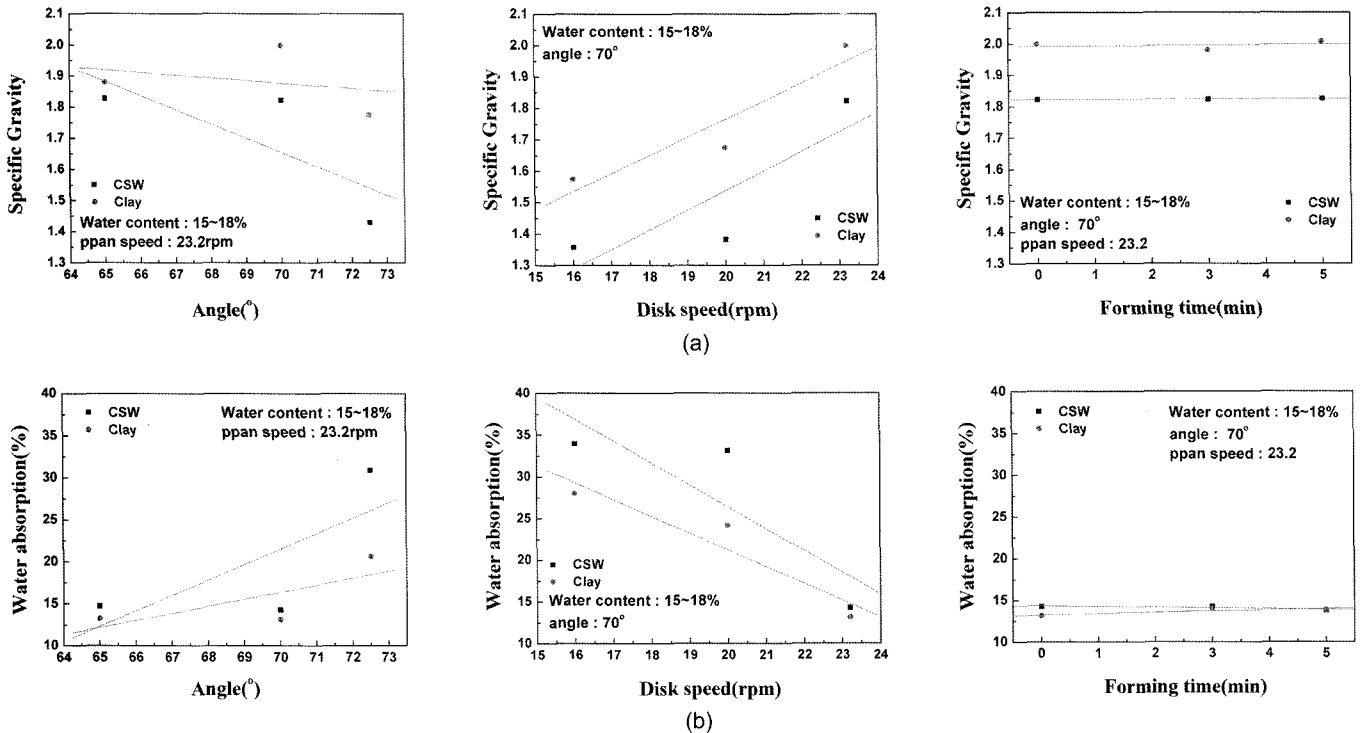 Specific Gravity
2.1
2.0
1.9
1.8
1.7
1.6
1.5
1.4
1.3
CSW
Clay
Water content : 15~18%
ppan speed : 23.2rpm
64 65 66 67 68 69 70 71 72 73
Angle(°)
Specific Gravity
2.1
2.0
1.9
1.8
1.7
1.6
1.5
1.4
1.3
Water content : 15~18%
angle : 70°
CSW
Clay
15 16 17 18 19 20 21 22 23 24
Disk speed(rpm)
Specific Gravity
2.1
2.0
1.9
1.8
1.7
1.6
1.5
1.4
1.3
Water content : 15~18%
angle : 70°
ppan speed : 23.2
CSW
Clay
0 1 2 3 4 5
Forming time(min)
(a)
Water absorption(%)
40
35
30
25
20
15
10
CSW
Clay
Water content : 15~18%
ppan speed : 23.2rpm
64 65 66 67 68 69 70 71 72 73
Angle(°)
Water absorption(%)
40
35
30
25
20
15
10
CSW
Clay
Water content : 15~18%
angle : 70°
15 16 17 18 19 20 21 22 23 24
Disk speed(rpm)
Water absorption(%)
40
35
30
25
20
15
10
CSW
Clay
Water content : 15~18%
angle : 70°
ppan speed : 23.2
0 1 2 3 4 5
Forming time(min)
(b)